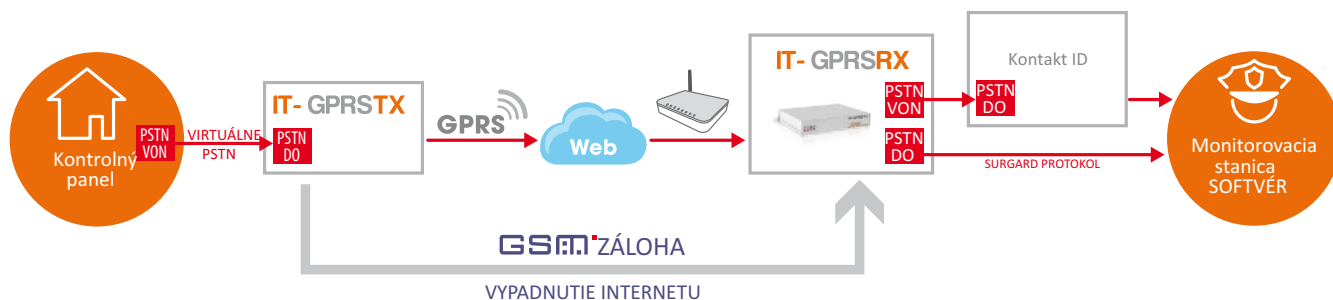 Kontrolný
panel
PSTN
VON
VIRTUÁLNE
PSTN
IT- GPRSTX
PSTN
DO
GPRS
Web
IT- GPRSRX
PSTN
VON
PSTN
DO
Kontakt ID
PSTN
DO
SURGARD PROTOKOL
Monitorovacia
stanica
SOFTVÉR
GSM ZÁLOHA
VYPADNUTIE INTERNETU